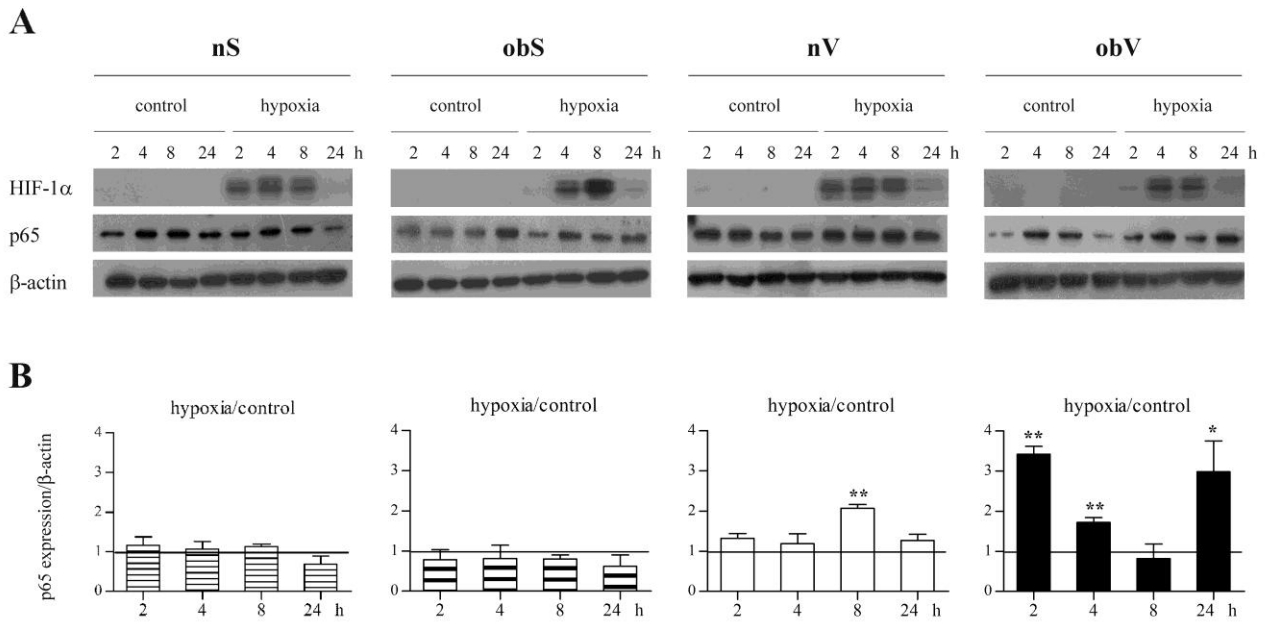 A
nS obS nV obV
control hypoxia control hypoxia control hypoxia control hypoxia
2 4 8 24 2 4 8 24 h 2 4 8 24 2 4 8 24 h 2 4 8 24 2 4 8 24 h 2 4 8 24 2 4 8 24 h
HIF-1α
p65
β-actin
B
hypoxia/control hypoxia/control hypoxia/control hypoxia/control
p65 expression/β-actin
4 3 2 1 0
2 4 8 24 h
4 3 2 1 0
2 4 8 24 h
4 3 2 1 0
**
2 4 8 24 h
4 3 2 1 0
** ** *
2 4 8 24 h